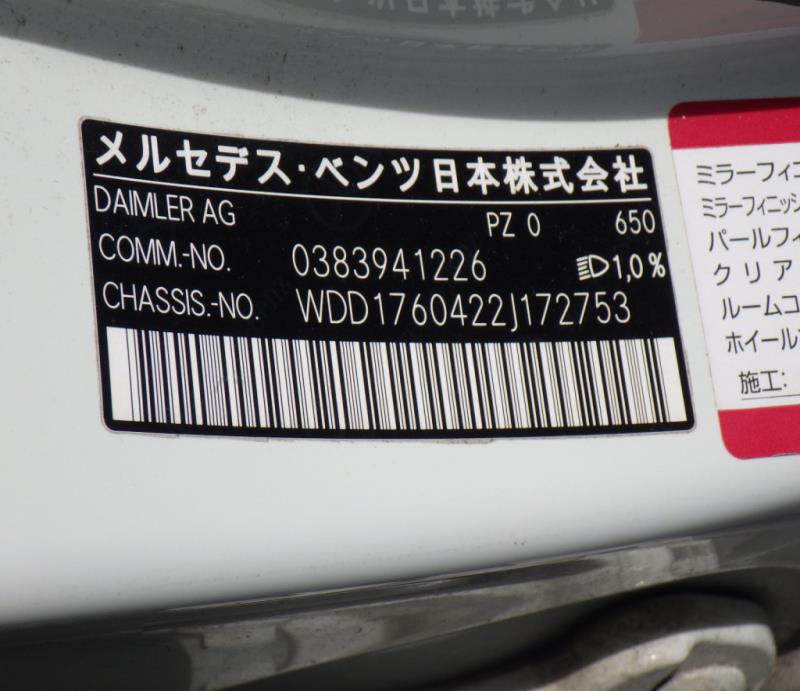 メルセデス・ベンツ日本株式会社
DAIMLER AG PZ 0 650
COMM.-NO. 0383941226 1,0%
CHASSIS.-NO. WDD1760422J172753
ミラーフィニ
ミラーフィニッシ
パールフィ
クリア
ルームコ
ホイール
施工: